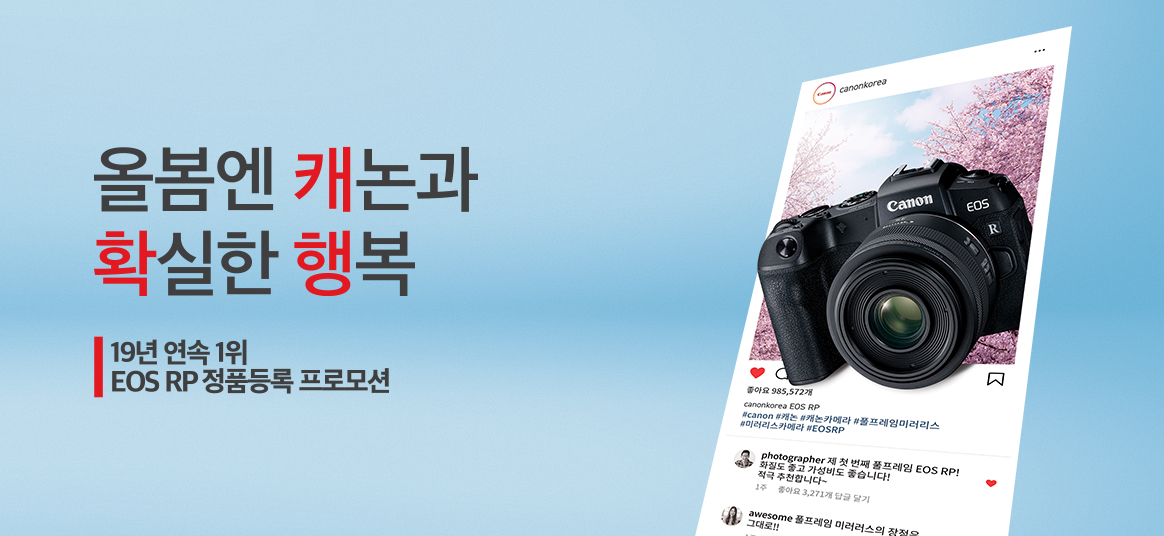 올봄엔 캐논과
확실한 행복
19년 연속 1위
EOS RP 정품등록 프로모션
Canon
canonkorea
Canon
EOS
R
좋아요 985,572개
canonkorea EOS RP
#canon #캐논 #캐논카메라 #풀프레임미러리스
#미러리스카메라 #EOSRP
photographer 제 첫 번째 풀프레임 EOS RP!
화질도 좋고 가성비도 좋습니다!
적극 추천합니다~
1주 좋아요 3,271개 답글 달기
awesome 풀프레임 미러러스의 장점은
그대로!!